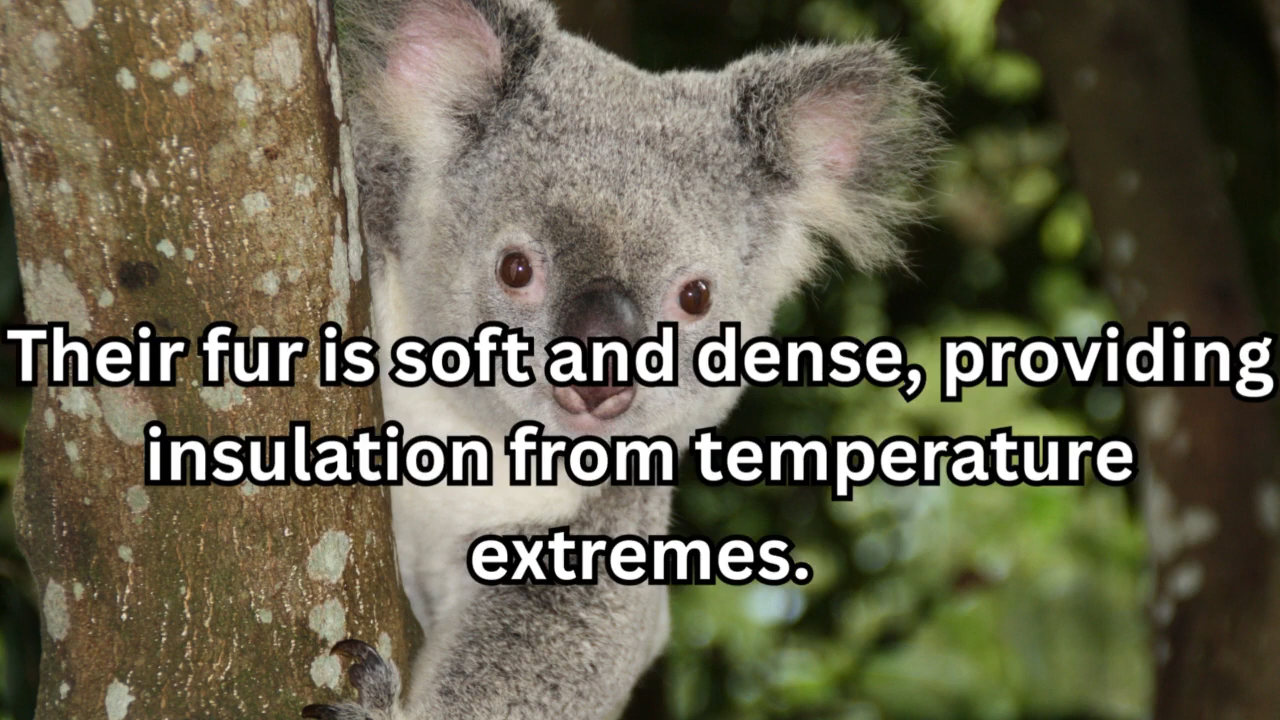 Their fur is soft and dense, providing
insulation from temperature
extremes.